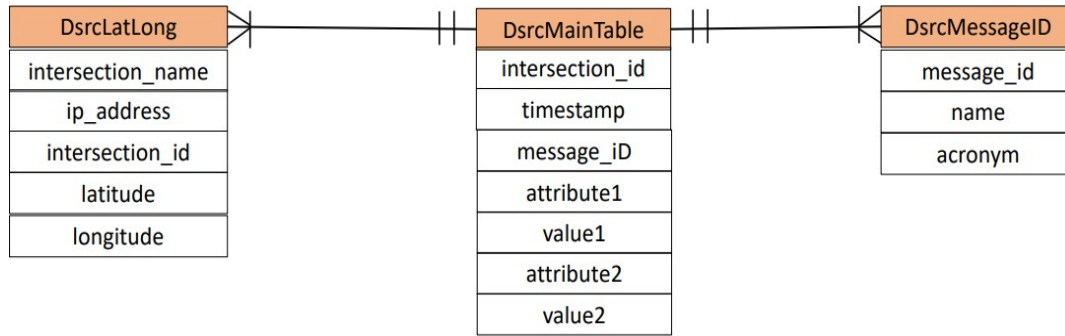 DsrcLatLong
intersection_name
ip_address
intersection_id
latitude
longitude
DsrcMainTable
intersection_id
timestamp
message_iD
attribute1
value1
attribute2
value2
DsrcMessageID
message_id
name
acronym